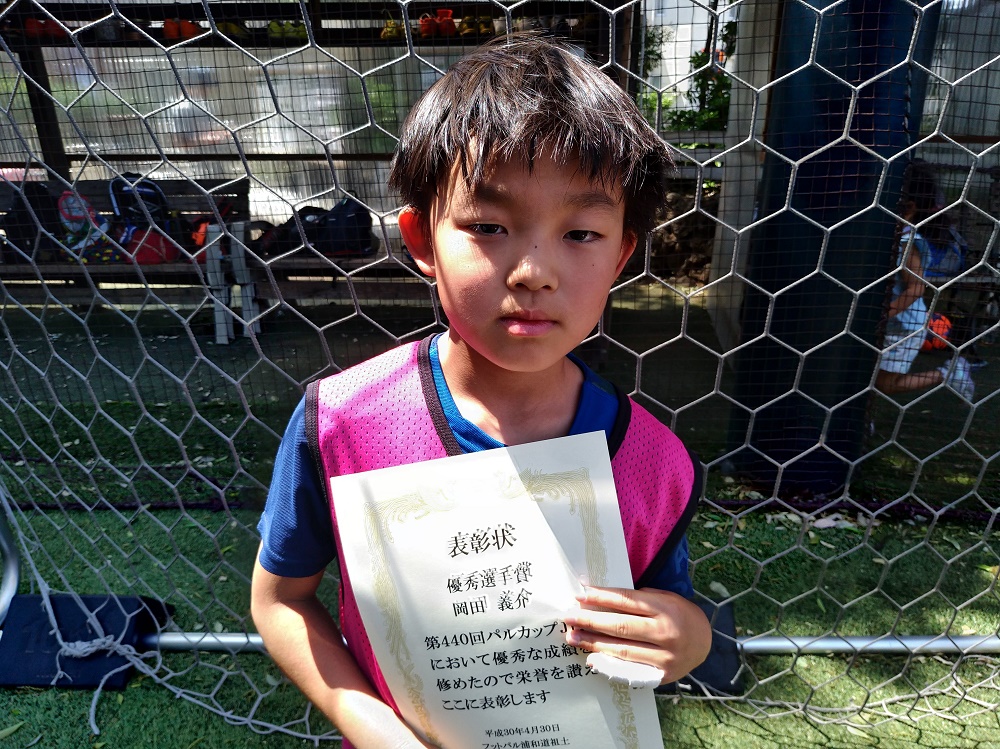 表彰状
優秀選手賞
岡田 義介
第440回パルカップJ
において優秀な成績を
修めたので栄誉を讃え
ここに表彰します
平成30年4月30日
フットパル浦和道祖土